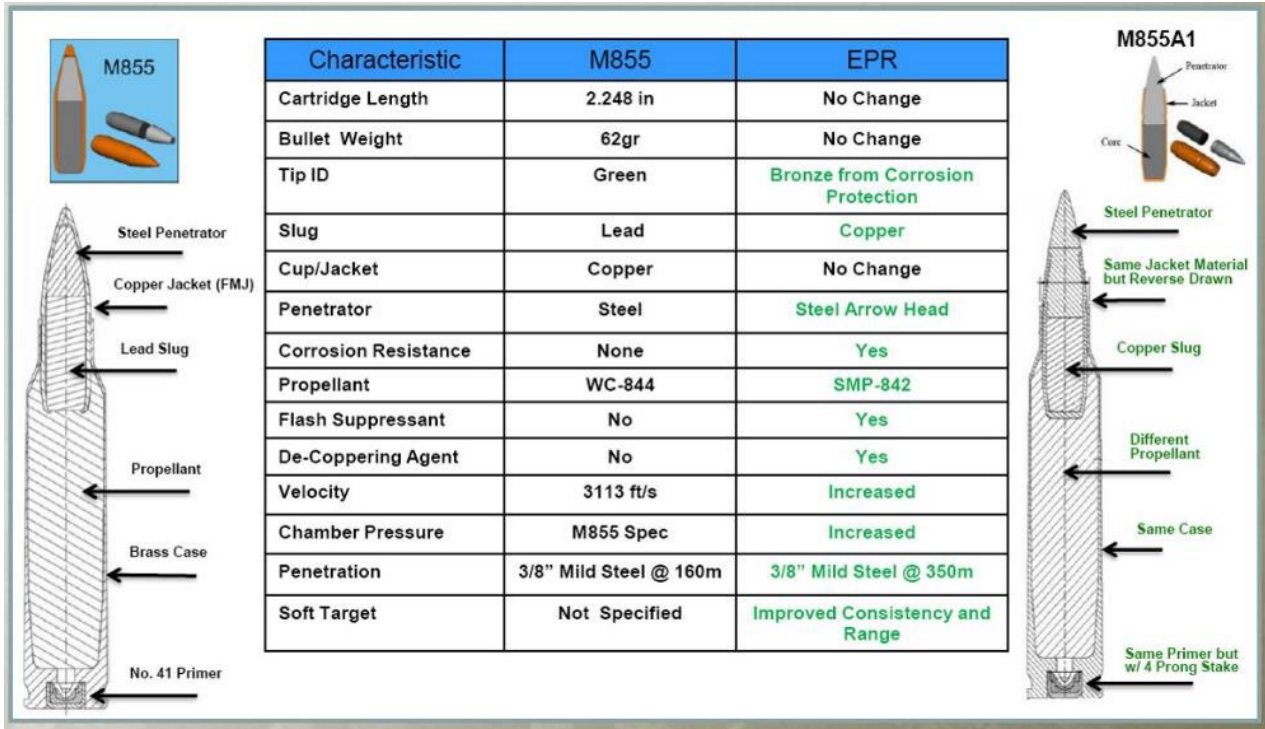 M855
Steel Penetrator
Copper Jacket (FMJ)
Lead Slug
Propellant
Brass Case
No. 41 Primer
Characteristic M855 EPR
Cartridge Length 2.248 in No Change
Bullet Weight 62gr No Change
Tip ID Green Bronze from Corrosion
Protection
Slug Lead Copper
Cup/Jacket Copper No Change
Penetrator Steel Steel Arrow Head
Corrosion Resistance None Yes
Propellant WC-844 SMP-842
Flash Suppressant No Yes
De-Coppering Agent No Yes
Velocity 3113 ft/s Increased
Chamber Pressure M855 Spec Increased
Penetration 3/8” Mild Steel @ 160m 3/8” Mild Steel @ 350m
Soft Target Not Specified Improved Consistency and
Range
M855A1
Penetrator
Jacket
Core
Steel Penetrator
Same Jacket Material
but Reverse Drawn
Copper Slug
Different
Propellant
Same Case
Same Primer but
w/ 4 Prong Stake